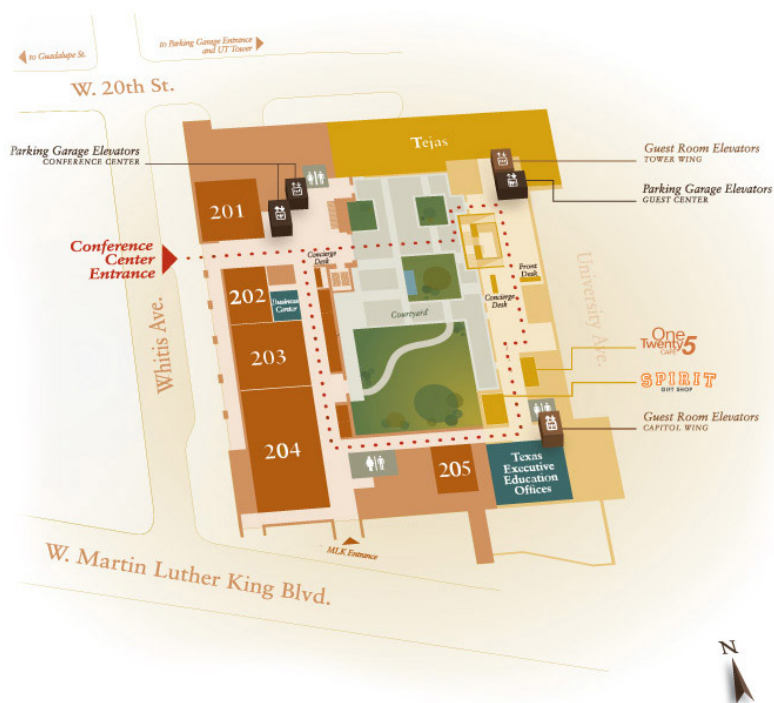 to Guadalupe St.
to Parking Garage Entrance
and UT Tower
W. 20th St.
Parking Garage Elevators
CONFERENCE CENTER
Tejas
Guest Room Elevators
TOWER WING
Parking Garage Elevators
GUEST CENTER
201
Conference
Center
Entrance
Concierge
Desk
Front
Desk
Concierge
Desk
University Ave.
202
Business
Center
Courtyard
Whitis Ave.
203
One
Twenty5
CAFE
SPIRIT
GIFT SHOP
Guest Room Elevators
CAPITOL WING
204
205
Texas
Executive
Education
Offices
MLK Entrance
W. Martin Luther King Blvd.
N